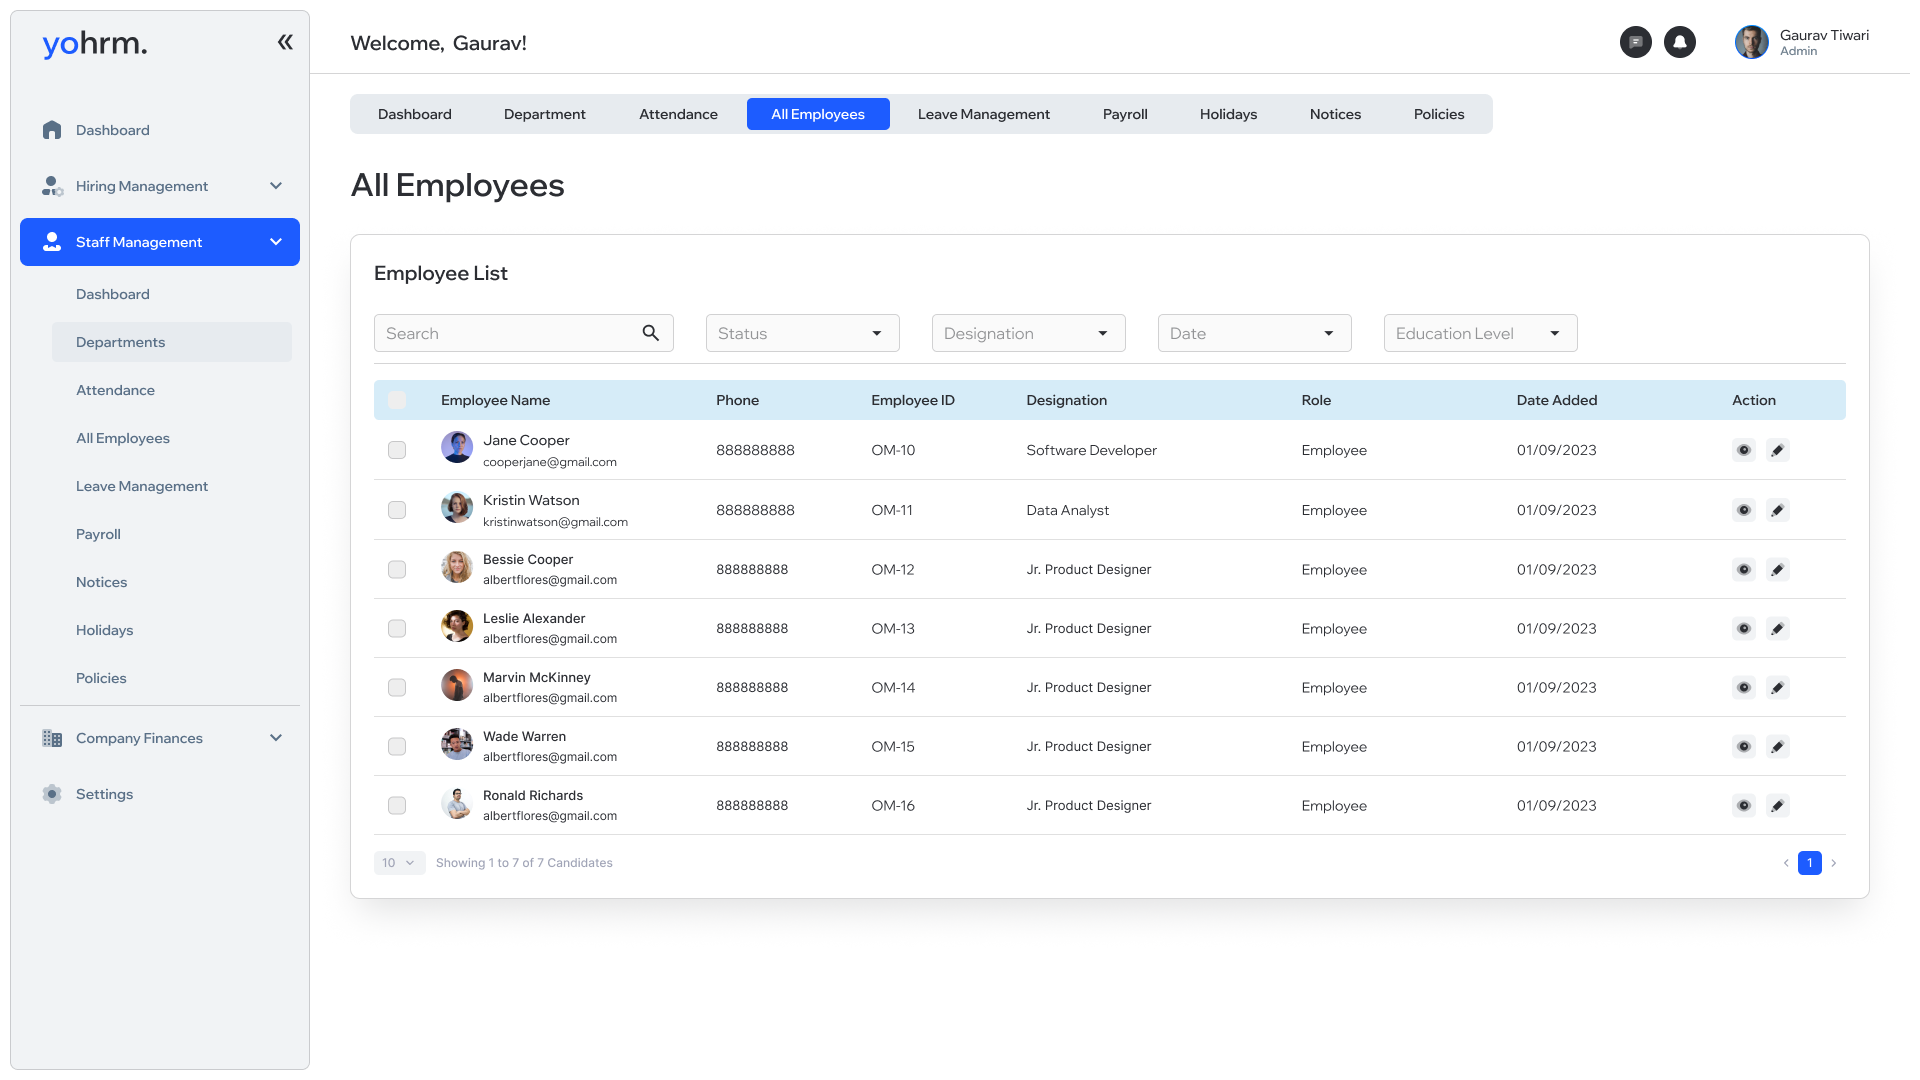 yohrm.
Welcome, Gaurav!
Gaurav Tiwari
Admin
Dashboard
Hiring Management
Staff Management
Dashboard
Departments
Attendance
All Employees
Leave Management
Payroll
Notices
Holidays
Policies
Company Finances
Settings
Dashboard Department Attendance All Employees Leave Management Payroll Holidays Notices Policies
All Employees
Employee List
Search Status Designation Date Education Level
Employee Name Phone Employee ID Designation Role Date Added Action
Jane Cooper
cooperjane@gmail.com
888888888 OM-10 Software Developer Employee 01/09/2023
Kristin Watson
kristinwatson@gmail.com
888888888 OM-11 Data Analyst Employee 01/09/2023
Bessie Cooper
albertflores@gmail.com
888888888 OM-12 Jr. Product Designer Employee 01/09/2023
Leslie Alexander
albertflores@gmail.com
888888888 OM-13 Jr. Product Designer Employee 01/09/2023
Marvin McKinney
albertflores@gmail.com
888888888 OM-14 Jr. Product Designer Employee 01/09/2023
Wade Warren
albertflores@gmail.com
888888888 OM-15 Jr. Product Designer Employee 01/09/2023
Ronald Richards
albertflores@gmail.com
888888888 OM-16 Jr. Product Designer Employee 01/09/2023
10 Showing 1 to 7 of 7 Candidates
1